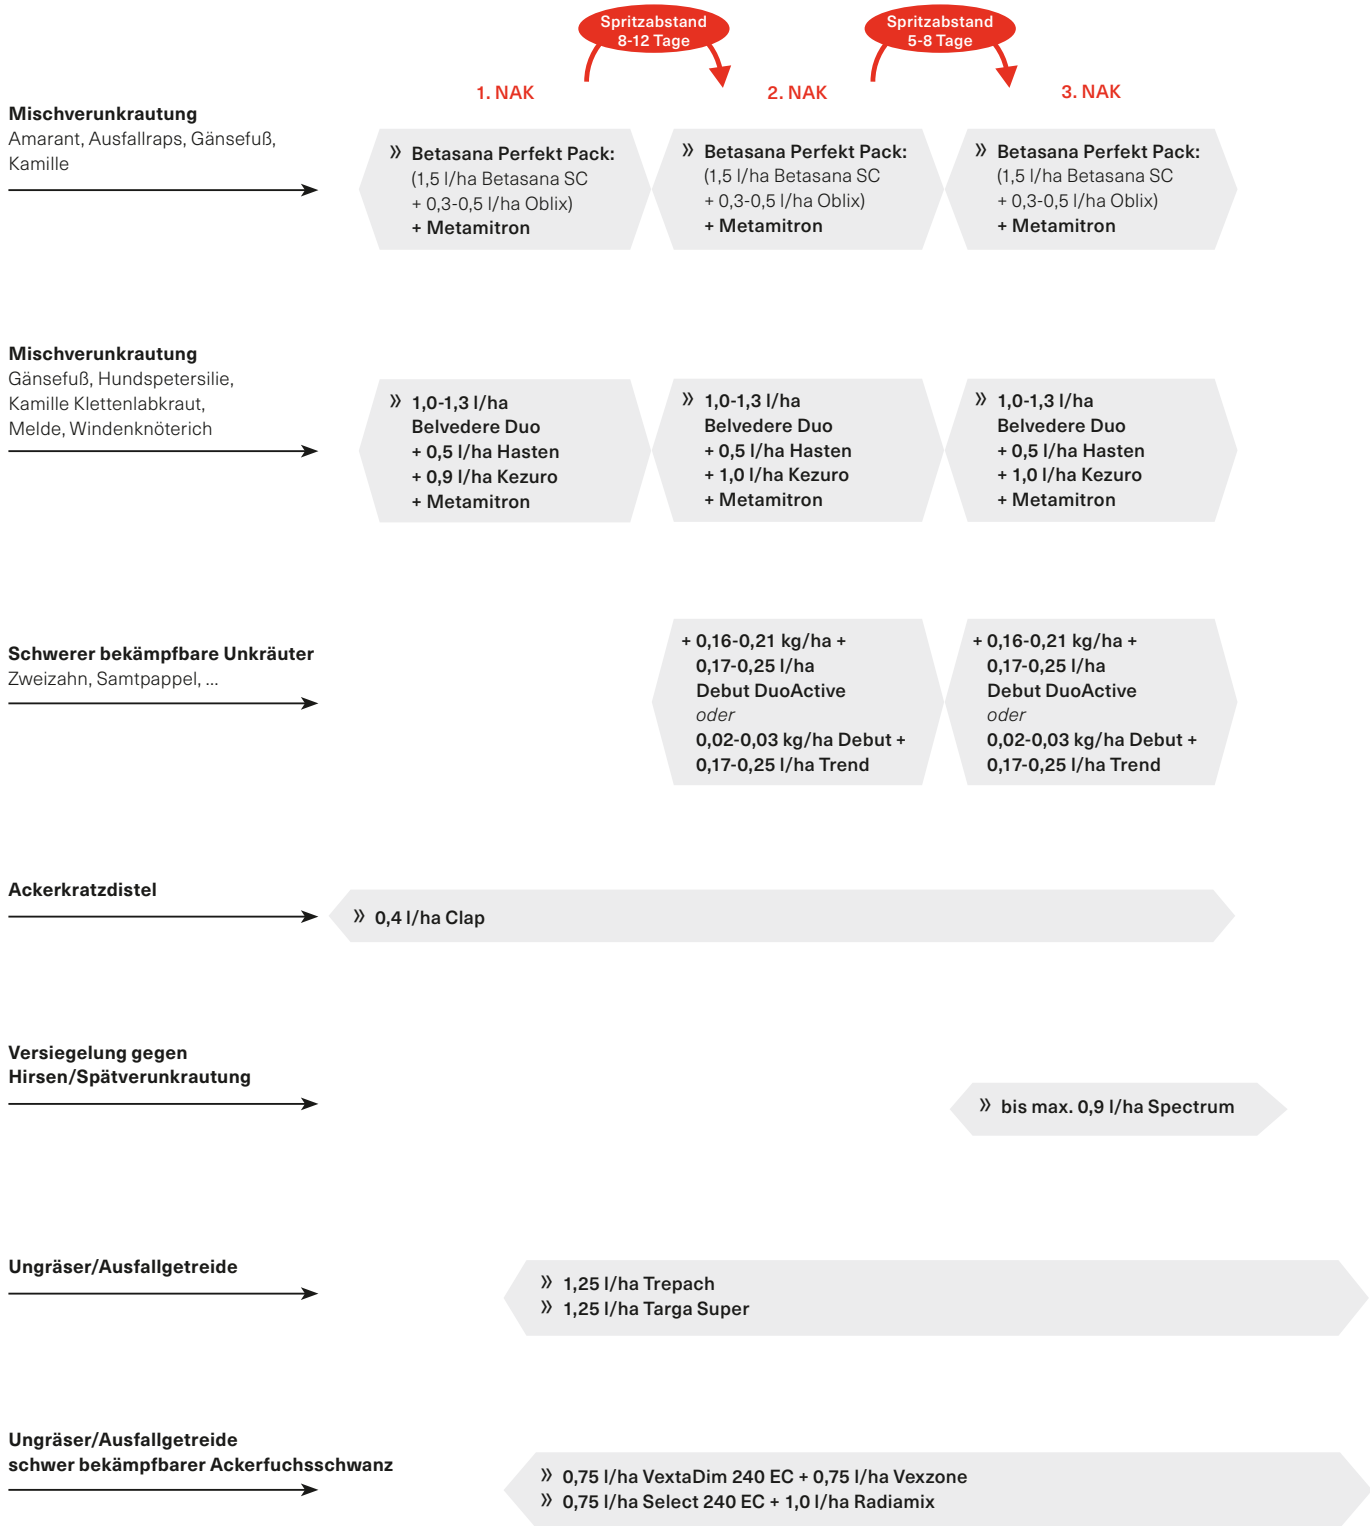 Spritzabstand
8-12 Tage
Spritzabstand
5-8 Tage
1. NAK
2. NAK
3. NAK
Mischverunkrautung
Amarant, Ausfallraps, Gänsefuß,
Kamille
» Betasana Perfekt Pack:
(1,5 l/ha Betasana SC
+ 0,3-0,5 l/ha Oblix)
+ Metamitron
» Betasana Perfekt Pack:
(1,5 l/ha Betasana SC
+ 0,3-0,5 l/ha Oblix)
+ Metamitron
» Betasana Perfekt Pack:
(1,5 l/ha Betasana SC
+ 0,3-0,5 l/ha Oblix)
+ Metamitron
Mischverunkrautung
Gänsefuß, Hundspetersilie,
Kamille Klettenlabkraut,
Melde, Windenknöterich
» 1,0-1,3 l/ha
Belvedere Duo
+ 0,5 l/ha Hasten
+ 0,9 l/ha Kezuro
+ Metamitron
» 1,0-1,3 l/ha
Belvedere Duo
+ 0,5 l/ha Hasten
+ 1,0 l/ha Kezuro
+ Metamitron
» 1,0-1,3 l/ha
Belvedere Duo
+ 0,5 l/ha Hasten
+ 1,0 l/ha Kezuro
+ Metamitron
Schwerer bekämpfbare Unkräuter
Zweizahn, Samtpappel, ...
+ 0,16-0,21 kg/ha +
0,17-0,25 l/ha
Debut DuoActive
oder
0,02-0,03 kg/ha Debut +
0,17-0,25 l/ha Trend
+ 0,16-0,21 kg/ha +
0,17-0,25 l/ha
Debut DuoActive
oder
0,02-0,03 kg/ha Debut +
0,17-0,25 l/ha Trend
Ackerkratzdistel
» 0,4 l/ha Clap
Versiegelung gegen
Hirsen/Spätverunkrautung
» bis max. 0,9 l/ha Spectrum
Ungräser/Ausfallgetreide
» 1,25 l/ha Trepach
» 1,25 l/ha Targa Super
Ungräser/Ausfallgetreide
schwer bekämpfbarer Ackerfuchsschwanz
» 0,75 l/ha VextaDim 240 EC + 0,75 l/ha Vexzone
» 0,75 l/ha Select 240 EC + 1,0 l/ha Radiamix